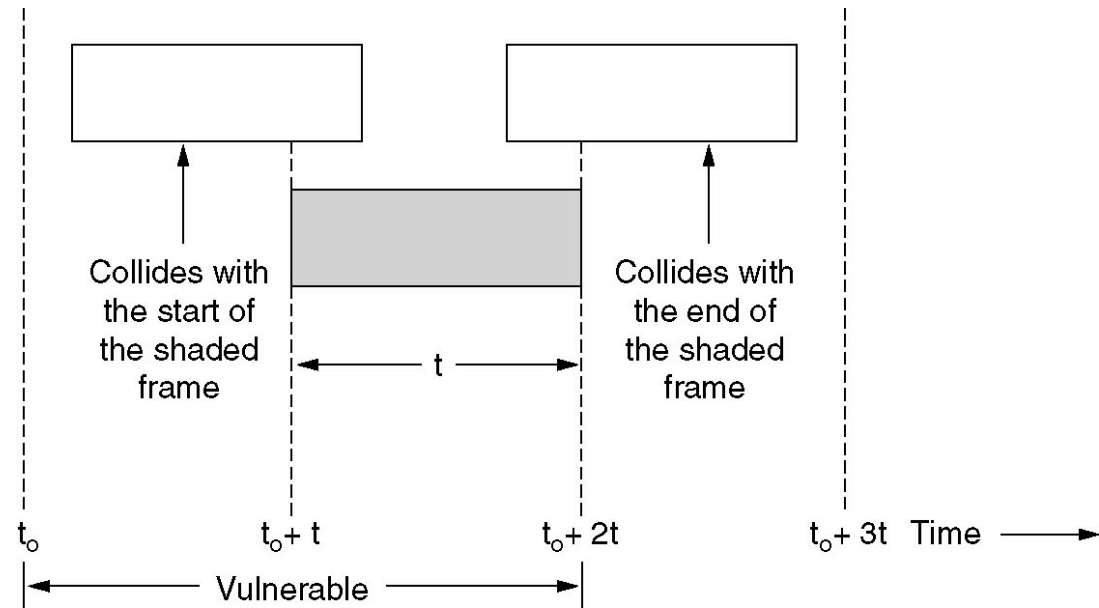 Collides with
the start of
the shaded
frame
Collides with
the end of
the shaded
frame
t
t₀
t₀+ t
t₀+ 2t
t₀+ 3t
Time
Vulnerable